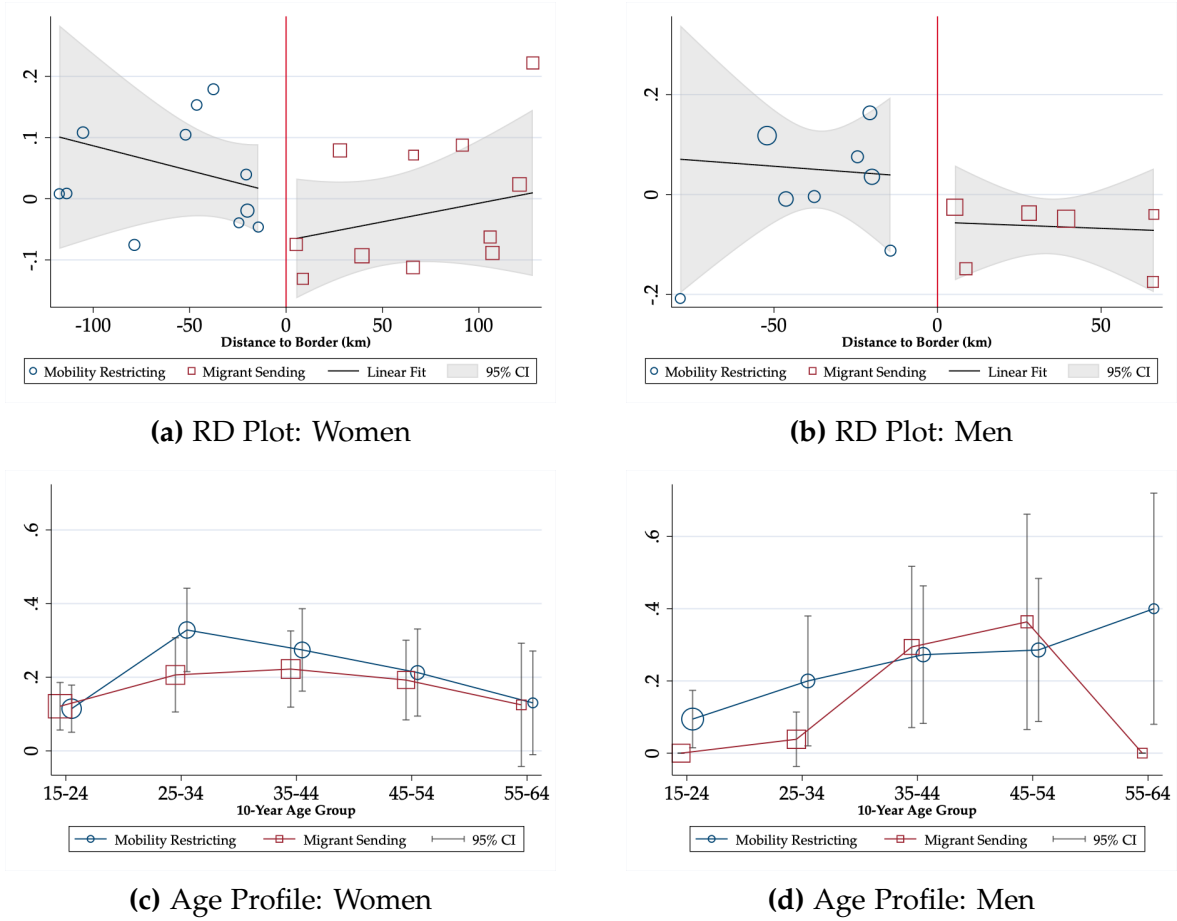 .2
.1
0
-.1
-100
-50
0
50
100
Distance to Border (km)
Mobility Restricting
Migrant Sending
Linear Fit
95% CI
(a) RD Plot: Women
.2
0
-.2
-50
0
50
Distance to Border (km)
Mobility Restricting
Migrant Sending
Linear Fit
95% CI
(b) RD Plot: Men
.6
.4
.2
0
15-24
25-34
35-44
45-54
55-64
10-Year Age Group
Mobility Restricting
Migrant Sending
95% CI
(c) Age Profile: Women
.6
.4
.2
0
15-24
25-34
35-44
45-54
55-64
10-Year Age Group
Mobility Restricting
Migrant Sending
95% CI
(d) Age Profile: Men